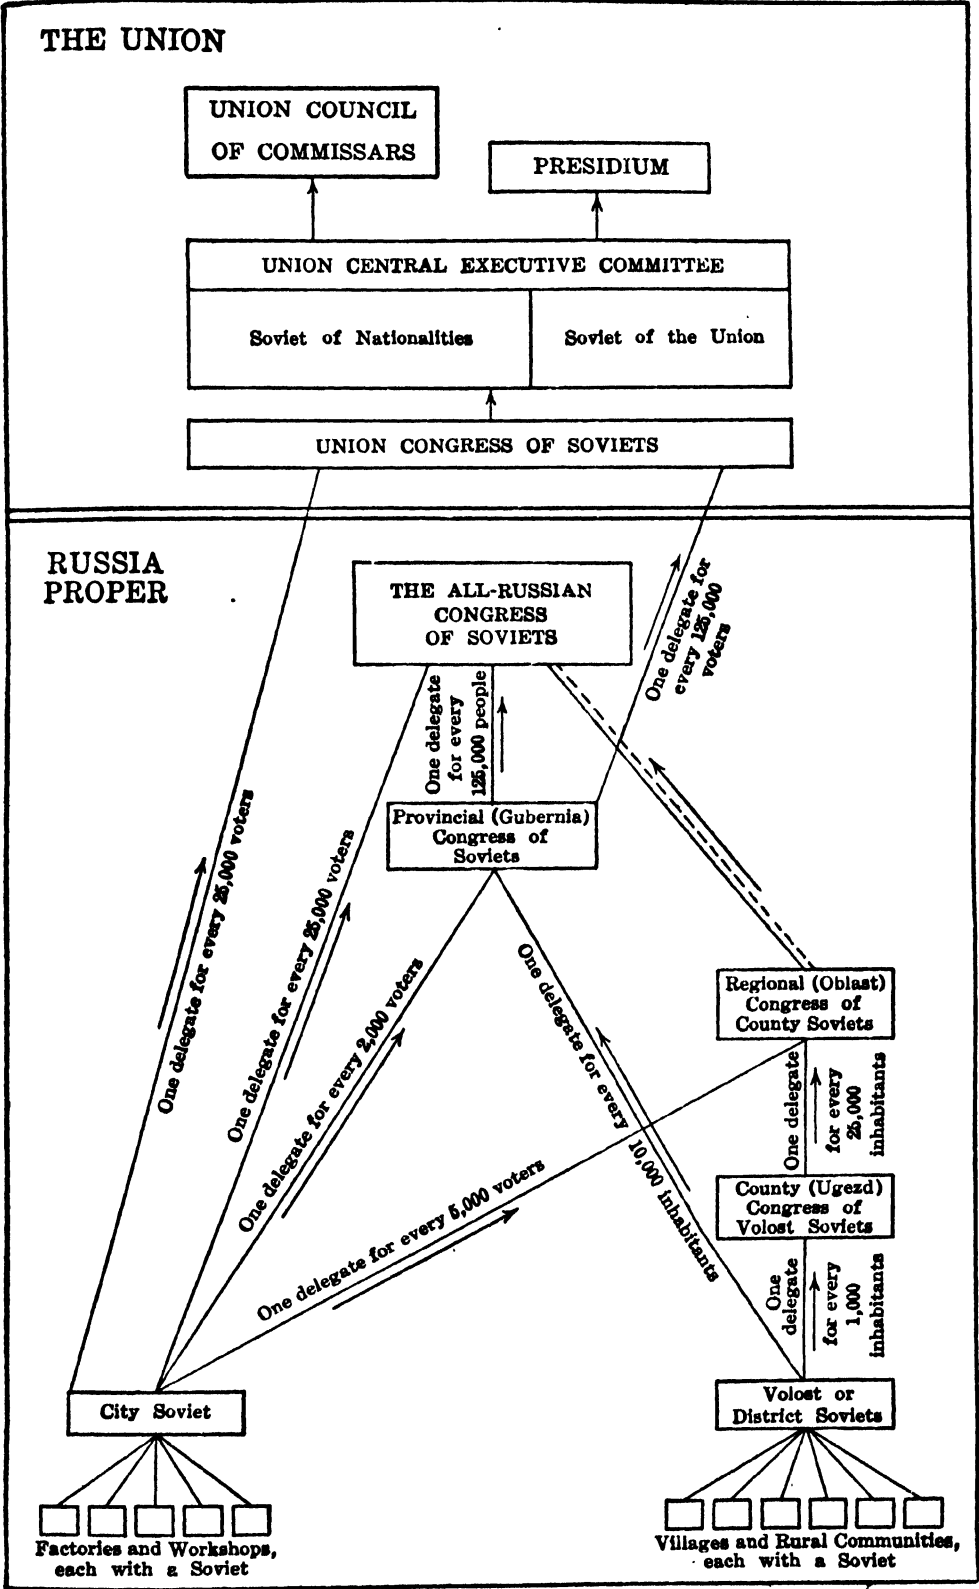 THE UNION
UNION COUNCIL
OF COMMISSARS
PRESIDIUM
UNION CENTRAL EXECUTIVE COMMITTEE
Soviet of Nationalities
Soviet of the Union
UNION CONGRESS OF SOVIETS
RUSSIA
PROPER
THE ALL-RUSSIAN
CONGRESS
OF SOVIETS
One delegate for
every 125,000
voters
One delegate
for every
125,000 people
Provincial (Gubernia)
Congress of
Soviets
One delegate for every 25,000 voters
One delegate for every 25,000 voters
One delegate for every 2,000 voters
One delegate for every 10,000 inhabitants
Regional (Oblast)
Congress of
County Soviets
One delegate
for every
25,000
inhabitants
One delegate for every 5,000 voters
County (Ugezd)
Congress of
Volost Soviets
One
delegate
for every
1,000
inhabitants
City Soviet
Volost or
District Soviets
Factories and Workshops,
each with a Soviet
Villages and Rural Communities,
each with a Soviet